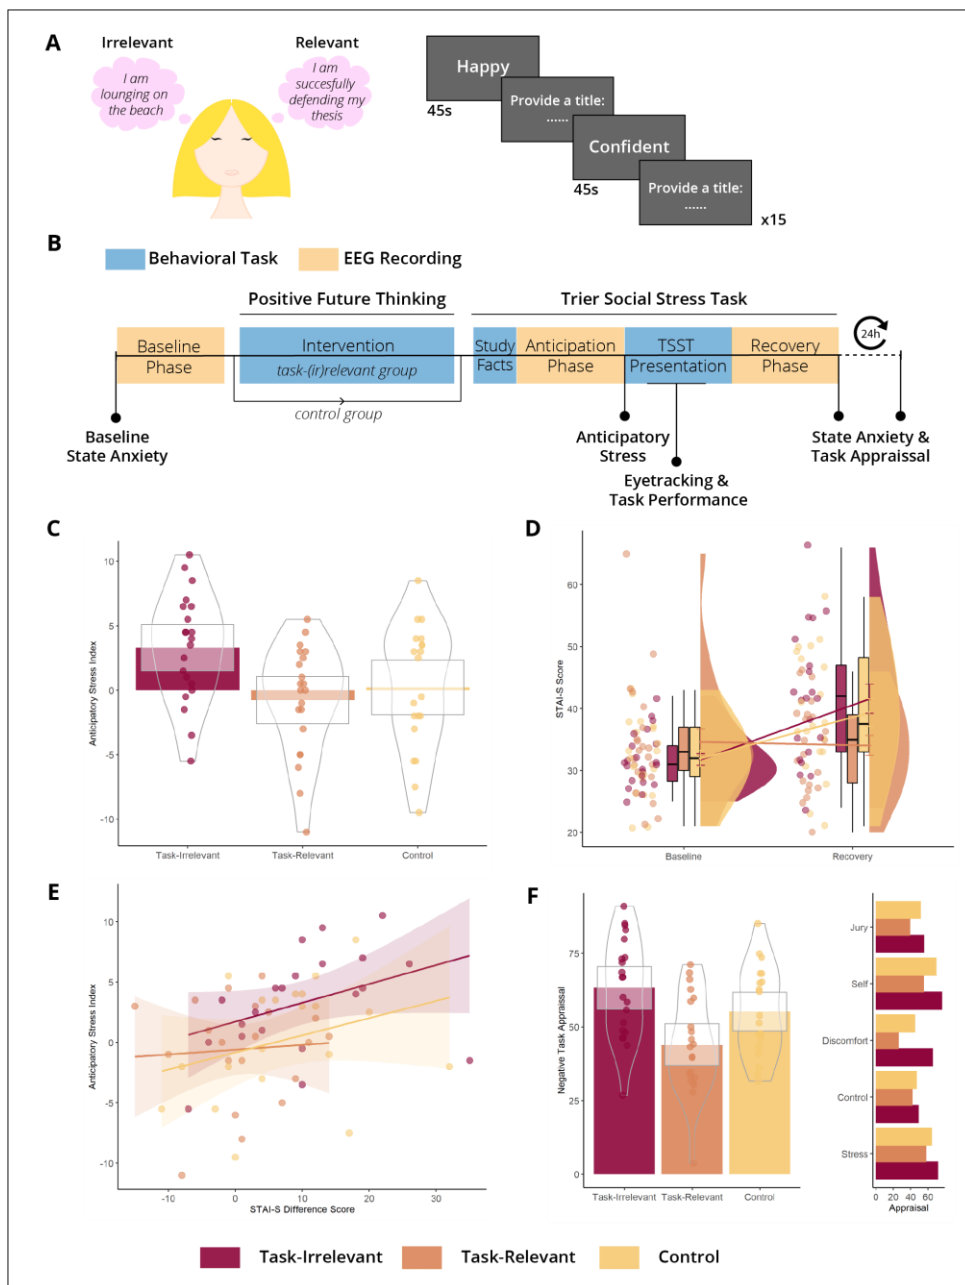 A
Irrelevant
Relevant
I am
lounging on
the beach
I am
succesfully
defending my
thesis
Happy
45s
Provide a title:
......
Confident
45s
Provide a title:
......
x15
B
Behavioral Task
EEG Recording
Positive Future Thinking
Trier Social Stress Task
Baseline
Phase
Intervention
task-(ir)relevant group
control group
Study
Facts
Anticipation
Phase
TSST
Presentation
Recovery
Phase
24h
Baseline
State Anxiety
Anticipatory
Stress
Eyetracking &
Task Performance
State Anxiety &
Task Appraisal
C
Anticipatory Stress Index
10
5
0
-5
-10
Task-Irrelevant
Task-Relevant
Control
D
STAI-S Score
60
50
40
30
20
Baseline
Recovery
E
Anticipatory Stress Index
10
5
0
-5
-10
-10
0
10
20
30
STAI-S Difference Score
F
Negative Task Appraisal
75
50
25
0
Task-Irrelevant
Task-Relevant
Control
Jury
Self
Discomfort
Control
Stress
0 20 40 60
Appraisal
Task-Irrelevant
Task-Relevant
Control